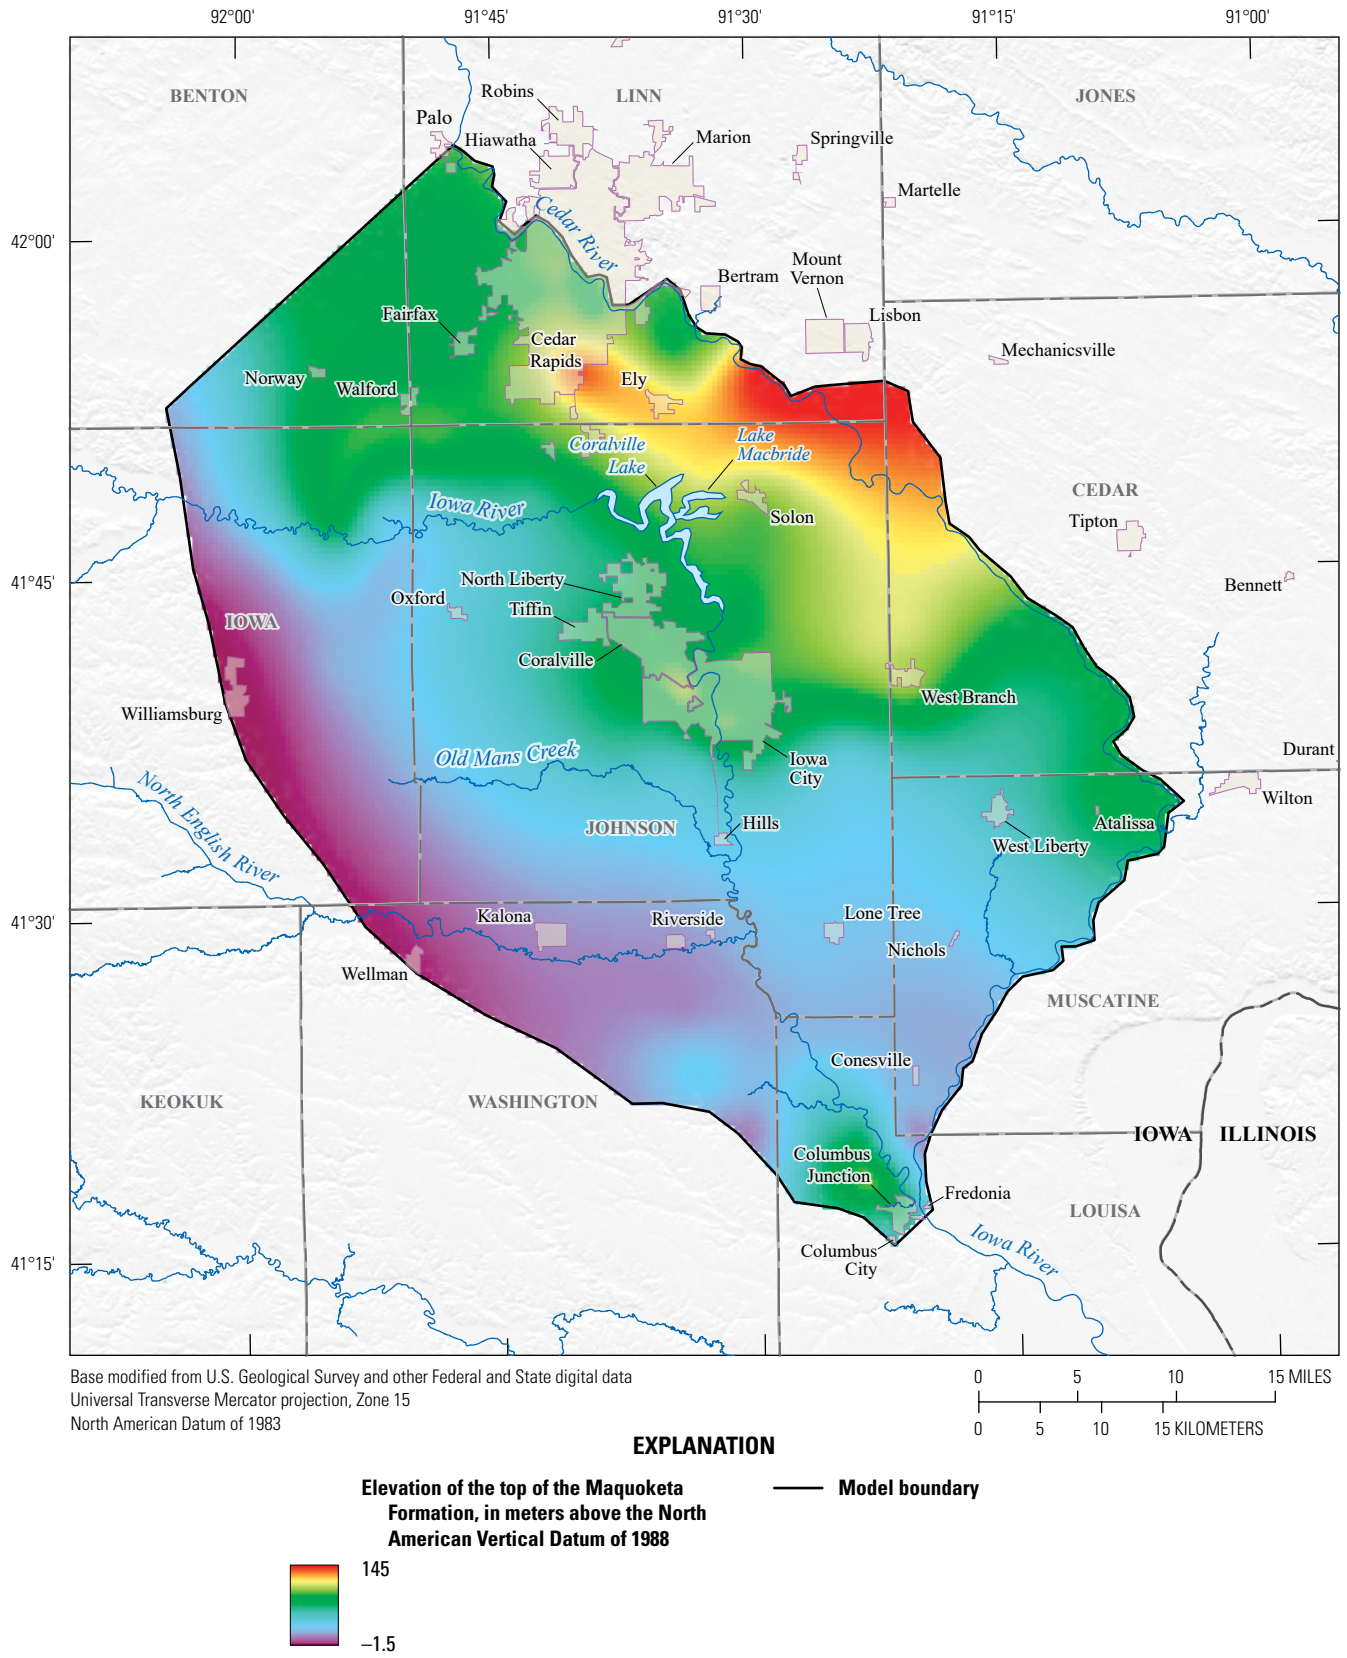 92°00'
91°45'
91°30'
91°15'
91°00'
BENTON
LINN
JONES
Robins
Palo
Hiawatha
Marion
Springville
Martelle
Cedar River
42°00'
Mount
Vernon
Bertram
Lisbon
Fairfax
Cedar
Rapids
Mechanicsville
Norway
Walford
Ely
Coralville
Lake
Lake
Macbride
CEDAR
Iowa River
Solon
Tipton
41°45'
North Liberty
Bennett
Oxford
Tiffin
IOWA
Coralville
West Branch
Williamsburg
Old Mans Creek
Iowa
City
Durant
North English River
Wilton
JOHNSON
Hills
Atalissa
West Liberty
41°30'
Kalona
Riverside
Lone Tree
Nichols
Wellman
MUSCATINE
Conesville
KEOKUK
WASHINGTON
IOWA
ILLINOIS
Columbus
Junction
Fredonia
LOUISA
Iowa River
Columbus
City
41°15'
Base modified from U.S. Geological Survey and other Federal and State digital data
Universal Transverse Mercator projection, Zone 15
North American Datum of 1983
0 5 10 15 MILES
0 5 10 15 KILOMETERS
EXPLANATION
Elevation of the top of the Maquoketa
Formation, in meters above the North
American Vertical Datum of 1988
Model boundary
145
–1.5